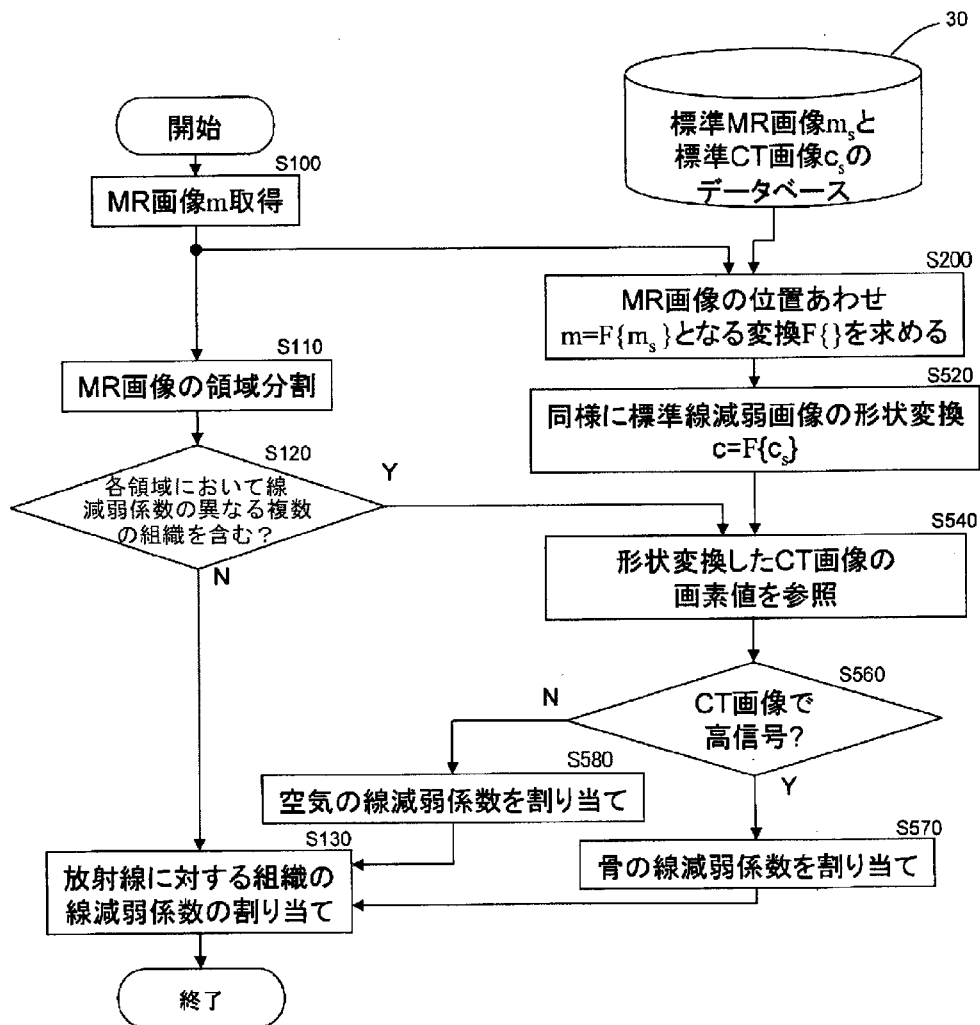 30
標準MR画像msと
標準CT画像csの
データベース
開始
S100
MR画像m取得
S200
MR画像の位置あわせ
m=F{ms}となる変換F{}を求める
S110
MR画像の領域分割
S520
同様に標準線減弱画像の形状変換
c=F{cs}
S120
各領域において線
減弱係数の異なる複数
の組織を含む?
Y
N
S540
形状変換したCT画像の
画素値を参照
S560
CT画像で
高信号?
N
Y
S580
空気の線減弱係数を割り当て
S570
骨の線減弱係数を割り当て
S130
放射線に対する組織の
線減弱係数の割り当て
終了